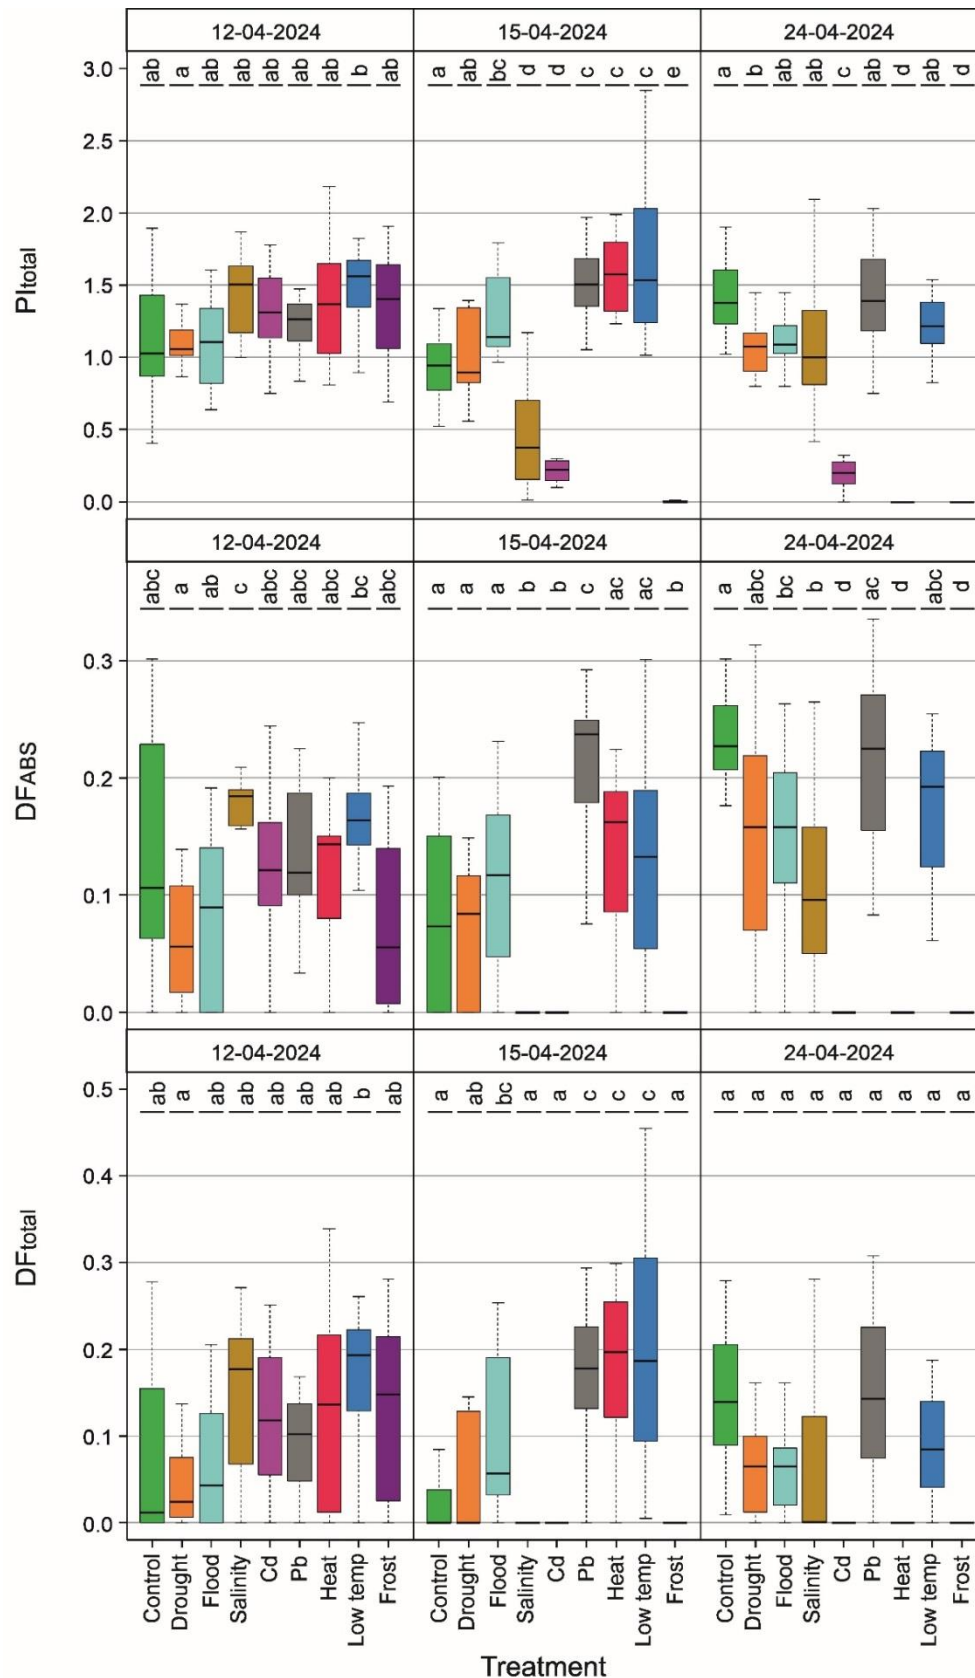 12-04-2024 15-04-2024 24-04-2024
ab a ab ab ab ab ab b ab a ab bc d d c c c e a b ab ab c ab d ab d
3.0
2.5
2.0
1.5
1.0
0.5
0.0
PItotal
12-04-2024 15-04-2024 24-04-2024
abc a ab c abc abc abc bc abc a a a b b c ac ac b a abc bc b d ac d abc d
0.3
0.2
0.1
0.0
DFABS
12-04-2024 15-04-2024 24-04-2024
ab a ab ab ab ab ab b ab a ab bc a a c c c a a a a a a a a a a
0.5
0.4
0.3
0.2
0.1
0.0
DFtotal
Control Drought Flood Salinity Cd Pb Heat Low temp Frost Control Drought Flood Salinity Cd Pb Heat Low temp Frost Control Drought Flood Salinity Cd Pb Heat Low temp Frost
Treatment